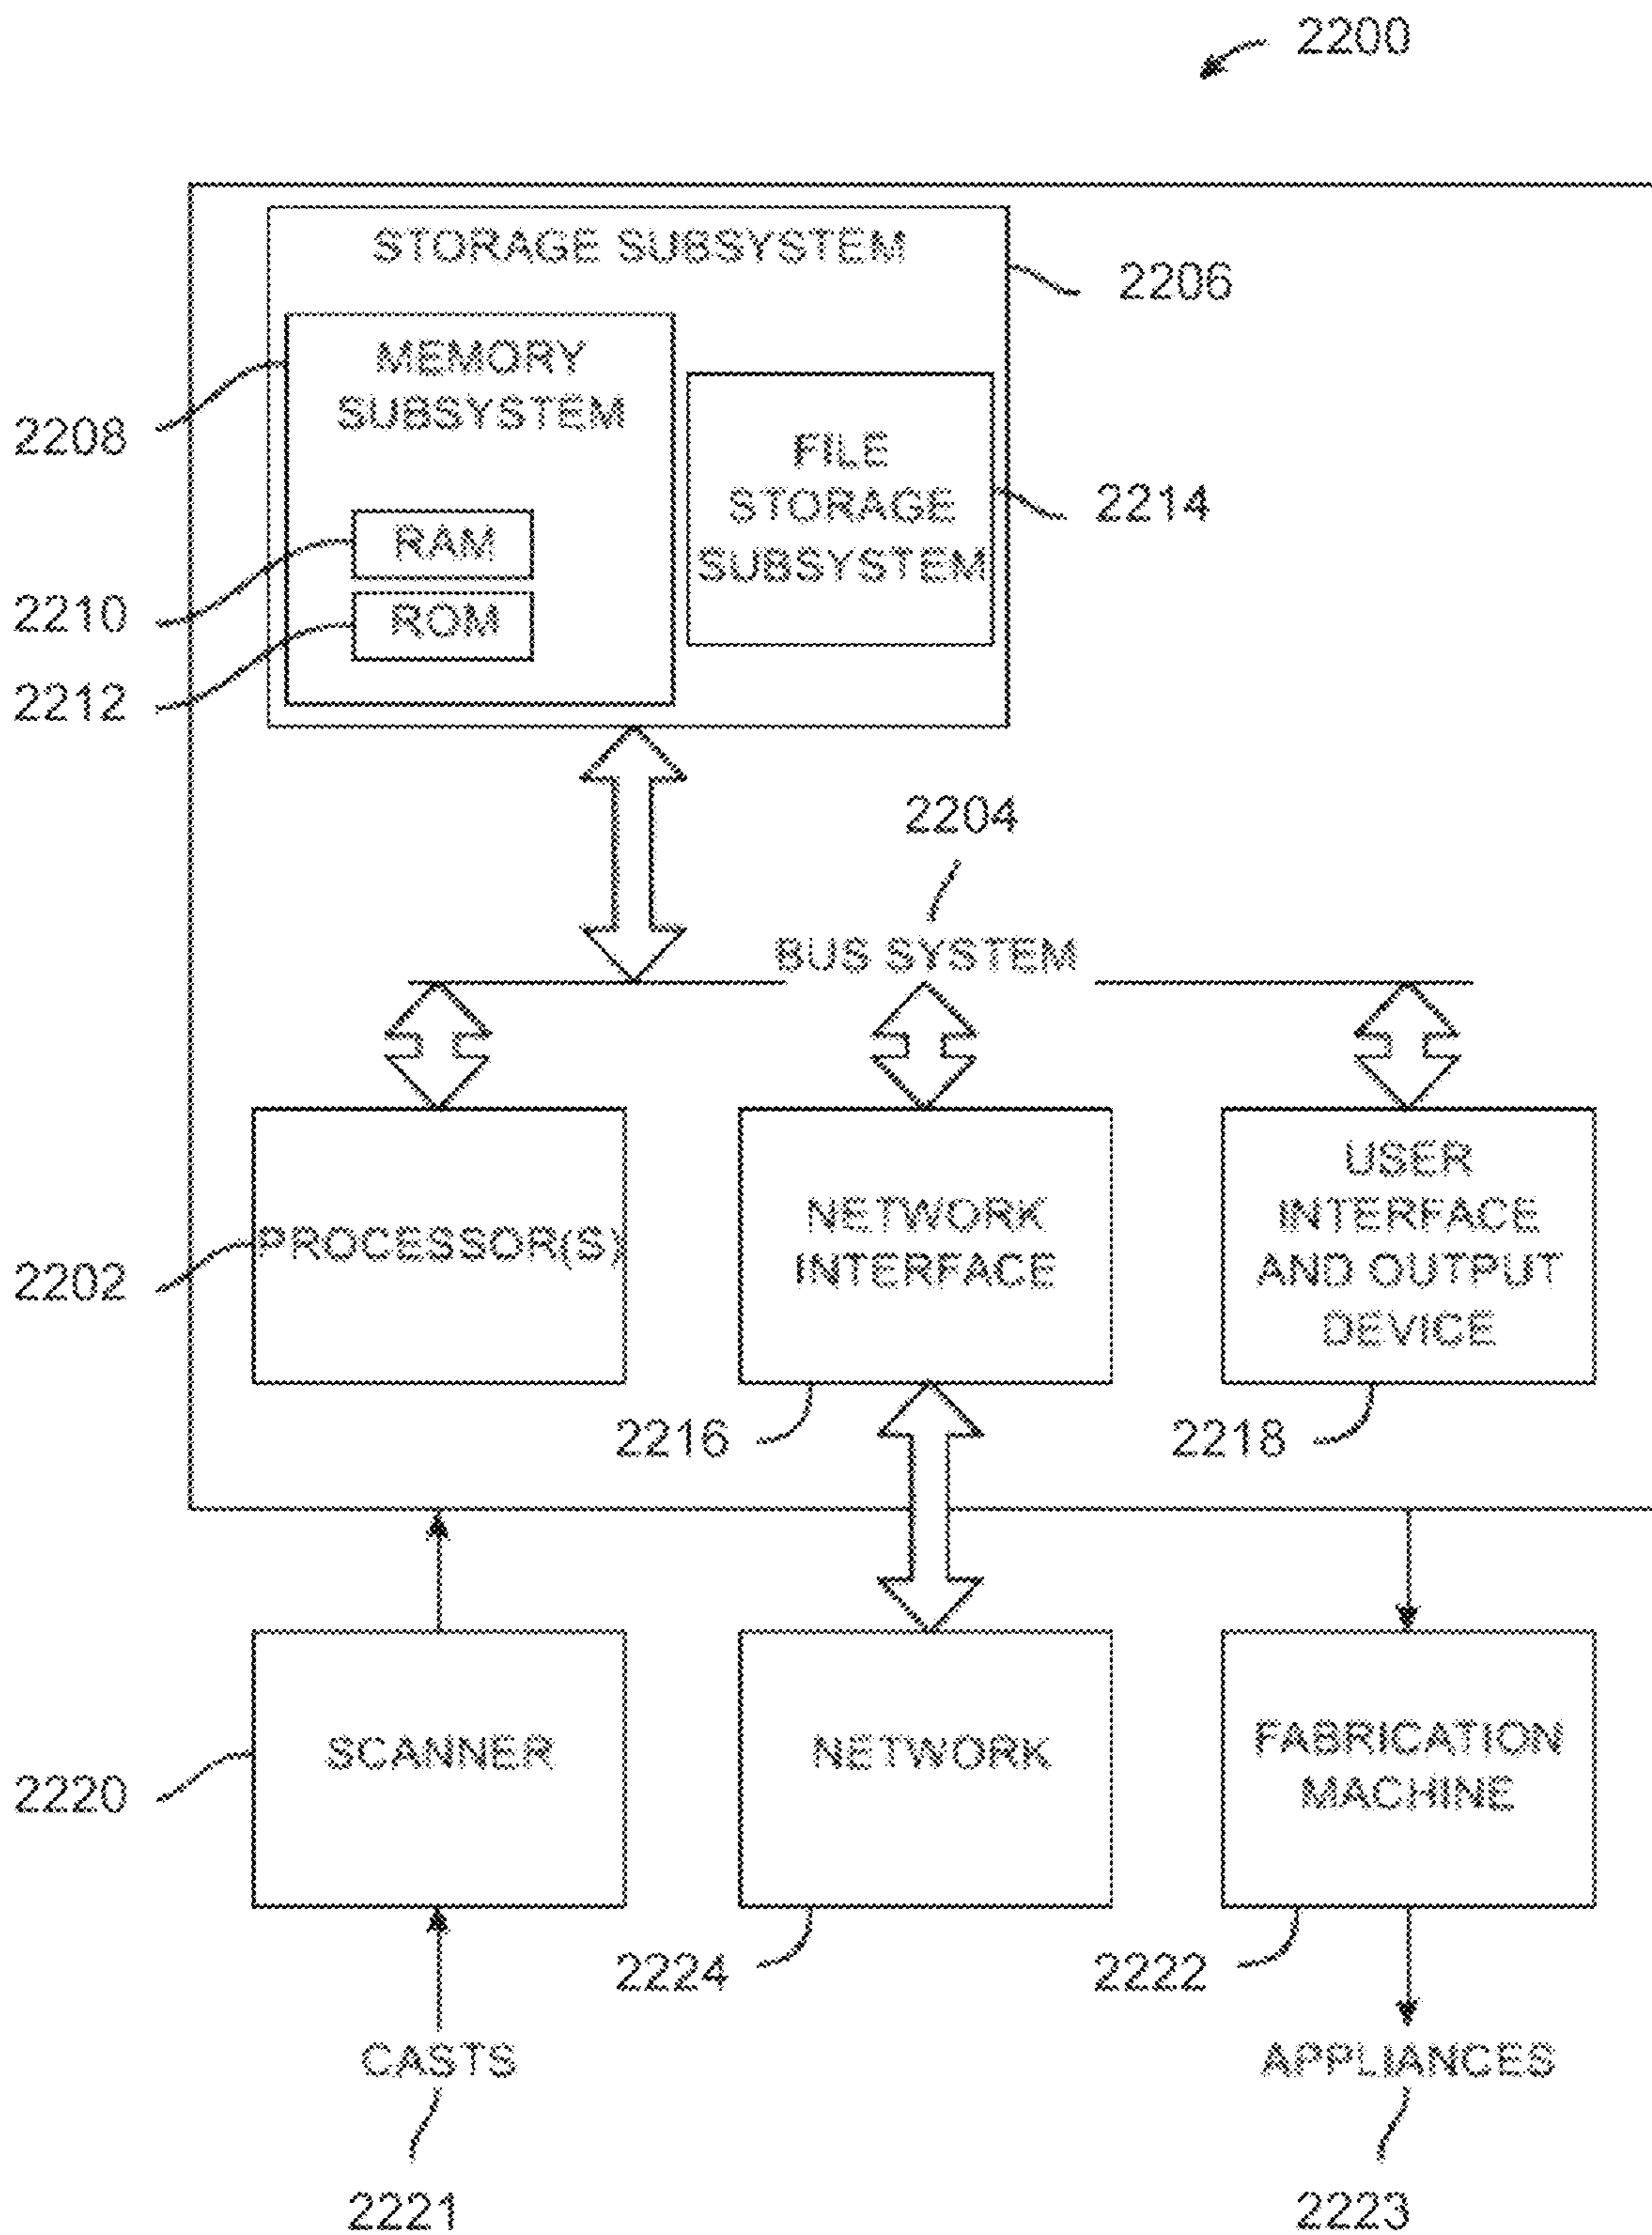 2200
STORAGE SUBSYSTEM
2206
MEMORY
SUBSYSTEM
2208
FILE
STORAGE
SUBSYSTEM
2214
RAM
2210
ROM
2212
2204
BUS SYSTEM
PROCESSOR(S)
2202
NETWORK
INTERFACE
2216
USER
INTERFACE
AND OUTPUT
DEVICE
2218
SCANNER
2220
NETWORK
2224
FABRICATION
MACHINE
2222
CASTS
2221
APPLIANCES
2223